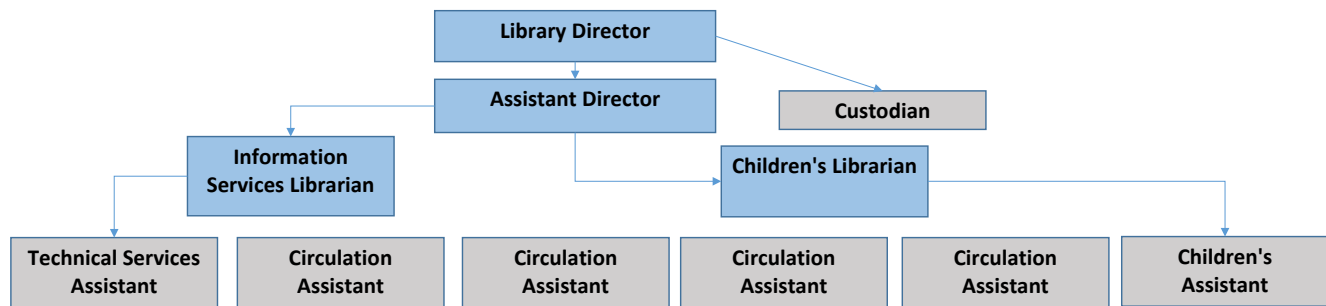 Library Director
Assistant Director
Custodian
Information
Services Librarian
Children's Librarian
Technical Services
Assistant
Circulation
Assistant
Circulation
Assistant
Circulation
Assistant
Circulation
Assistant
Children's
Assistant